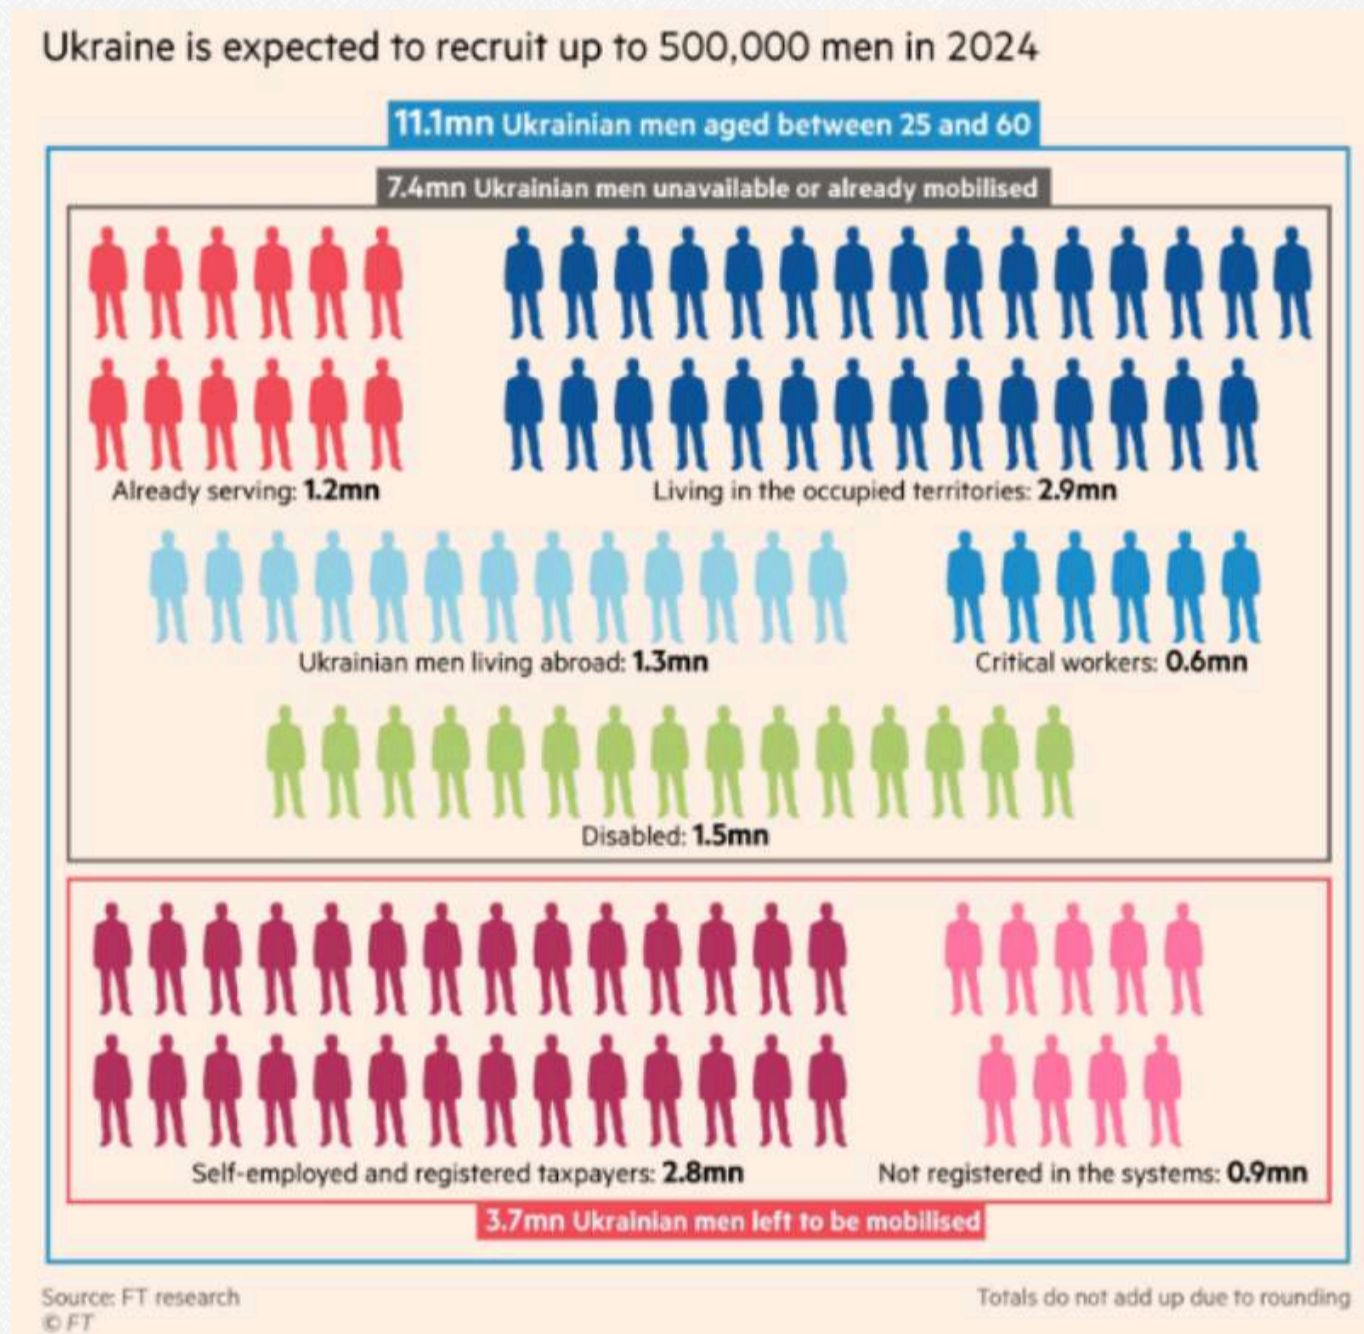 Ukraine is expected to recruit up to 500,000 men in 2024
11.1mn Ukrainian men aged between 25 and 60
7.4mn Ukrainian men unavailable or already mobilised
Already serving: 1.2mn
Living in the occupied territories: 2.9mn
Ukrainian men living abroad: 1.3mn
Critical workers: 0.6mn
Disabled: 1.5mn
Self-employed and registered taxpayers: 2.8mn
Not registered in the systems: 0.9mn
3.7mn Ukrainian men left to be mobilised
Source: FT research
Totals do not add up due to rounding
© FT